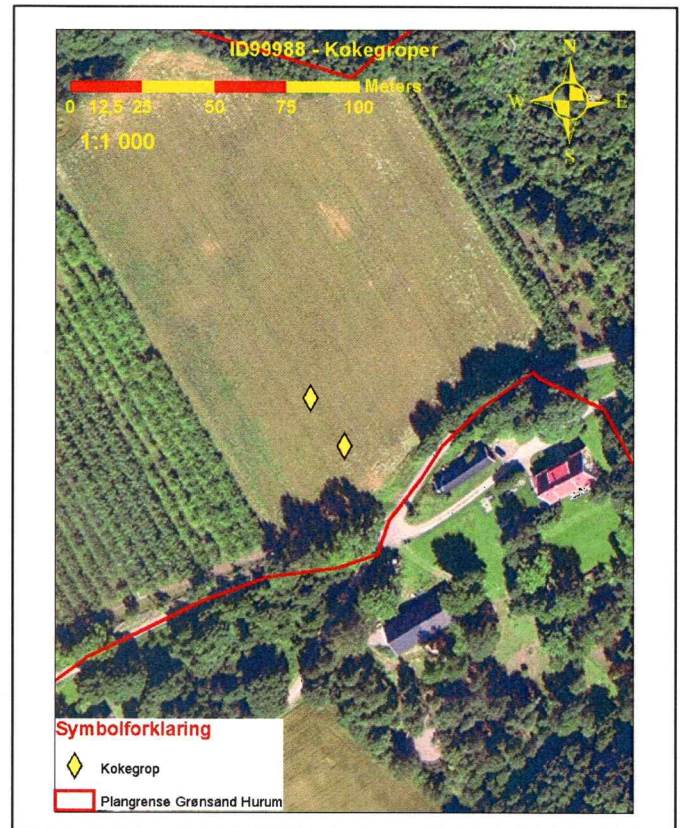 ID99988 - Kokegroper
N
Meters
0 12,5 25 50 75 100
W E
1:1 000
S
Symbolforklaring
Kokegrop
Plangrense Grønsand Hurum